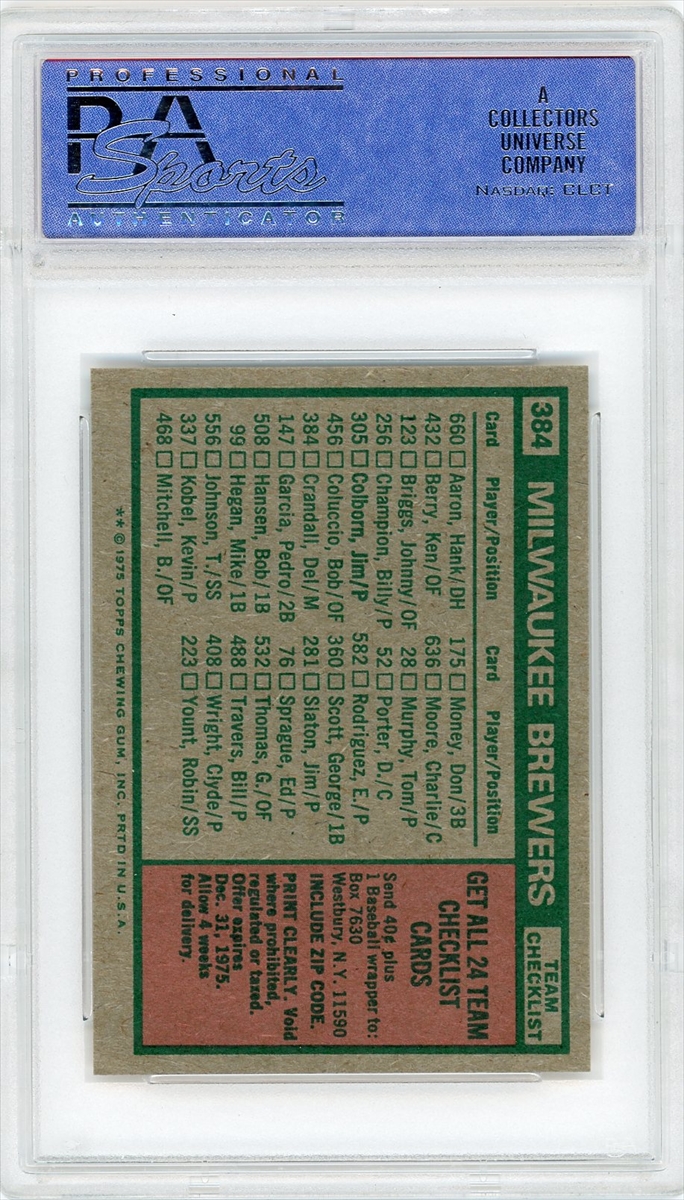 PROFESSIONAL
PSA
Sports
AUTHENTICATOR
A
COLLECTORS
UNIVERSE
COMPANY
NASDAQ: CLCT
384 MILWAUKEE BREWERS
TEAM
CHECKLIST
Card Player/Position
660 Aaron, Hank/DH
432 Berry, Ken/OF
123 Briggs, Johnny/OF
256 Champion, Billy/P
305 Colborn, Jim/P
456 Coluccio, Bob/OF
384 Crandall, Del/M
147 Garcia, Pedro/2B
508 Hansen, Bob/1B
99 Hegan, Mike/1B
556 Johnson, T./SS
337 Kobel, Kevin/P
468 Mitchell, B./OF
Card Player/Position
175 Money, Don/3B
636 Moore, Charlie/C
28 Murphy, Tom/P
52 Porter, D./C
582 Rodriguez, E./P
360 Scott, George/1B
281 Slaton, Jim/P
76 Sprague, Ed/P
532 Thomas, G./OF
488 Travers, Bill/P
408 Wright, Clyde/P
223 Yount, Robin/SS
GET ALL 24 TEAM
CHECKLIST
CARDS
Send 40¢ plus
1 Baseball wrapper to:
Box 7630
Westbury, N.Y. 11590
INCLUDE ZIP CODE.
PRINT CLEARLY. Void
where prohibited,
regulated or taxed.
Offer expires
Dec. 31, 1975.
Allow 4 weeks
for delivery.
** © 1975 TOPPS CHEWING GUM, INC. PRTD IN U.S.A.